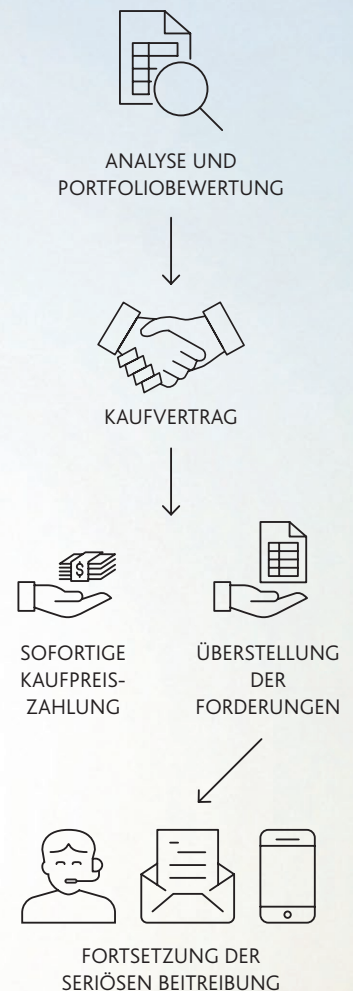 ANALYSE UND
PORTFOLIOBEWERTUNG
KAUFVERTRAG
$
SOFORTIGE
KAUFPREIS-
ZAHLUNG
ÜBERSTELLUNG
DER
FORDERUNGEN
FORTSETZUNG DER
SERIÖSEN BEITREIBUNG